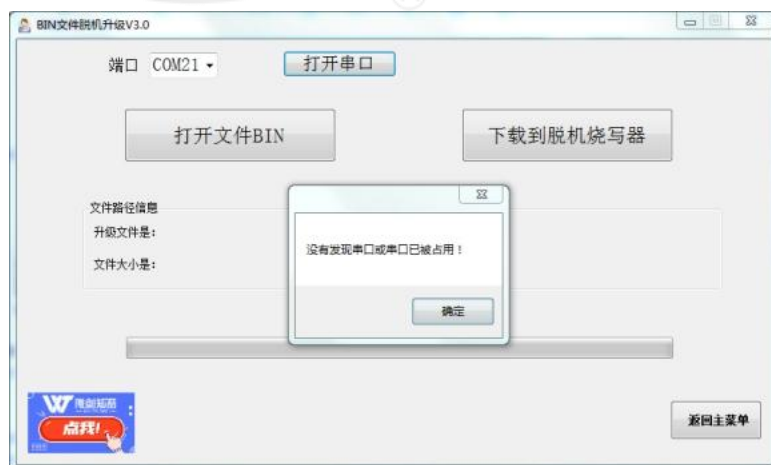 BIN文件脱机升级V3.0
端口 COM21 打开串口
打开文件BIN 下载到脱机烧写器
文件路径信息
升级文件是:
文件大小是:
没有发现串口或串口已被占用！
确定
点我!
返回主菜单